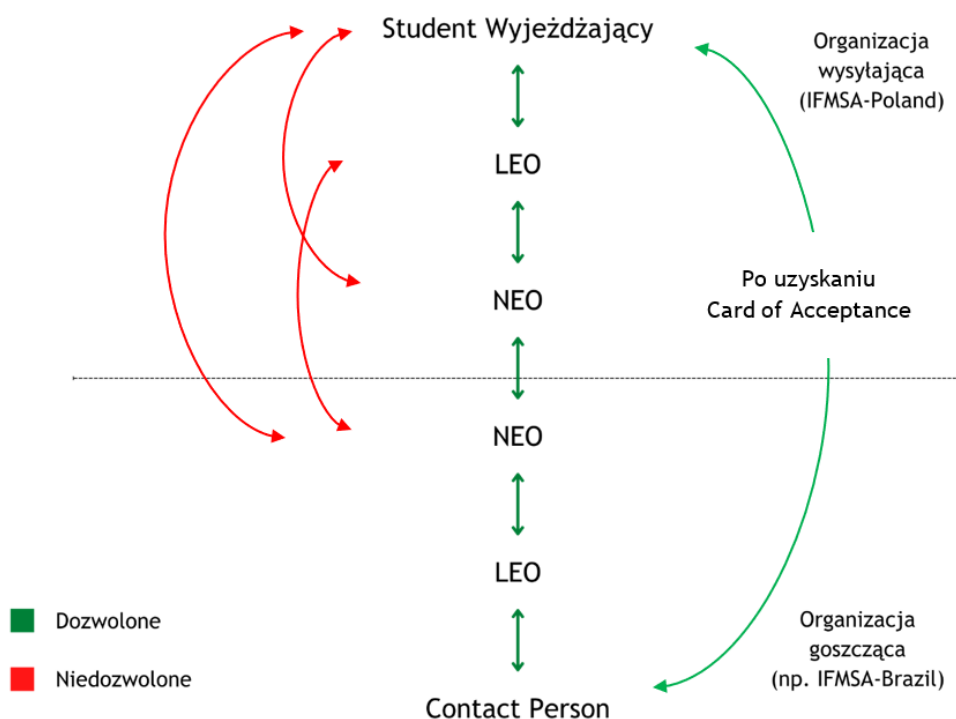 Student Wyjeżdżający
Organizacja
wysyłająca
(IFMSA-Poland)
LEO
NEO
Po uzyskaniu
Card of Acceptance
NEO
LEO
Dozwolone
Niedozwolone
Organizacja
goszcząca
(np. IFMSA-Brazil)
Contact Person